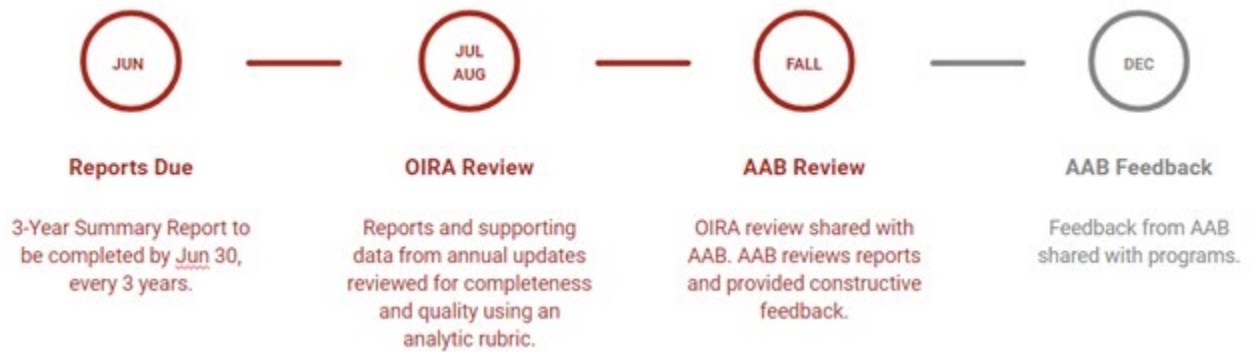 JUN
JUL
AUG
FALL
DEC
Reports Due
OIRA Review
AAB Review
AAB Feedback
3-Year Summary Report to
be completed by Jun 30,
every 3 years.
Reports and supporting
data from annual updates
reviewed for completeness
and quality using an
analytic rubric.
OIRA review shared with
AAB. AAB reviews reports
and provided constructive
feedback.
Feedback from AAB
shared with programs.